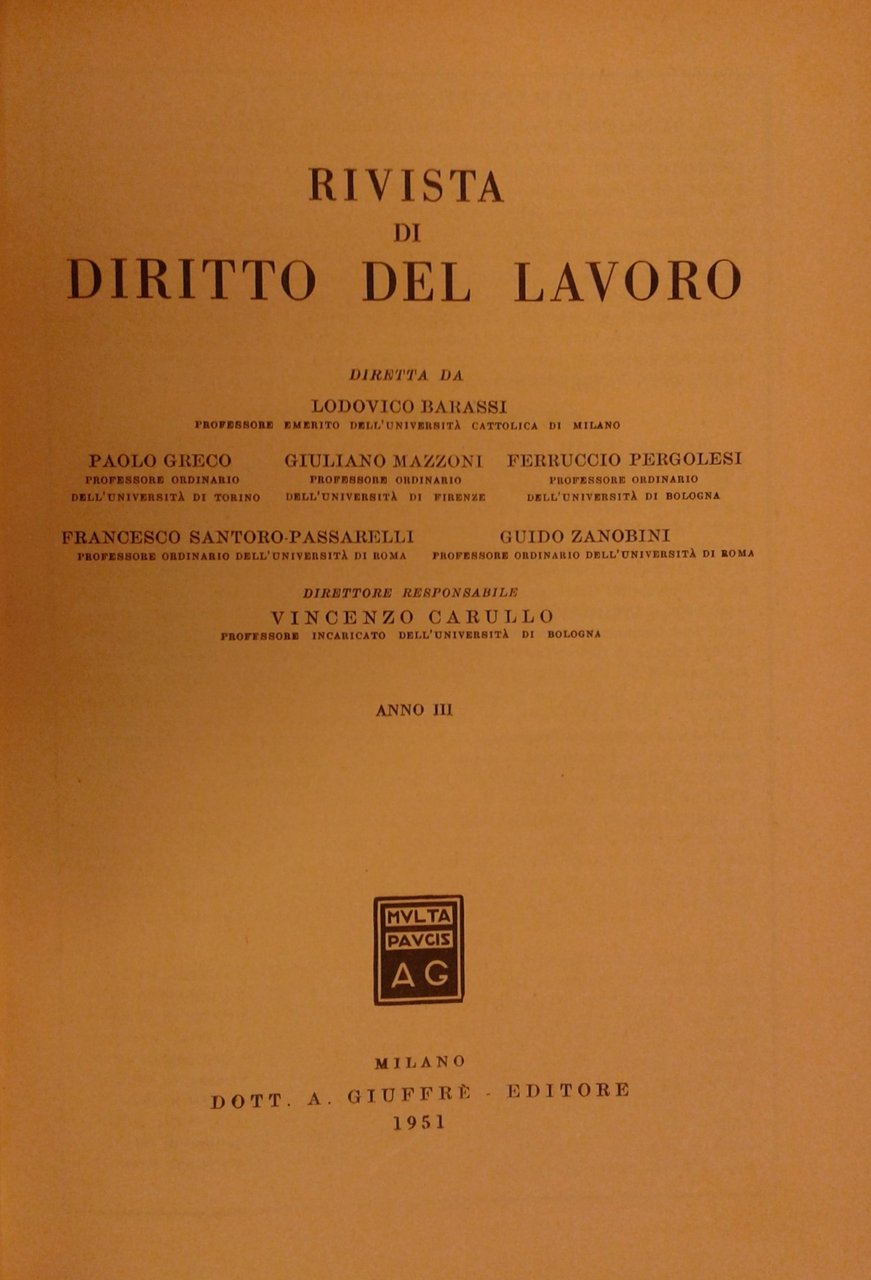 RIVISTA
DI
DIRITTO DEL LAVORO
DIRETTA DA
LODOVICO BARASSI
PROFESSORE EMERITO DELL'UNIVERSITÀ CATTOLICA DI MILANO
PAOLO GRECO GIULIANO MAZZONI FERRUCCIO PERGOLESI
PROFESSORE ORDINARIO PROFESSORE ORDINARIO PROFESSORE ORDINARIO
DELL'UNIVERSITÀ DI TORINO DELL'UNIVERSITÀ DI FIRENZE DELL'UNIVERSITÀ DI BOLOGNA
FRANCESCO SANTORO-PASSARELLI GUIDO ZANOBINI
PROFESSORE ORDINARIO DELL'UNIVERSITÀ DI ROMA PROFESSORE ORDINARIO DELL'UNIVERSITÀ DI ROMA
DIRETTORE RESPONSABILE
VINCENZO CARULLO
PROFESSORE INCARICATO DELL'UNIVERSITÀ DI BOLOGNA
ANNO III
MVLTA
PAVCIS
AG
MILANO
DOTT. A. GIUFFRÈ - EDITORE
1951